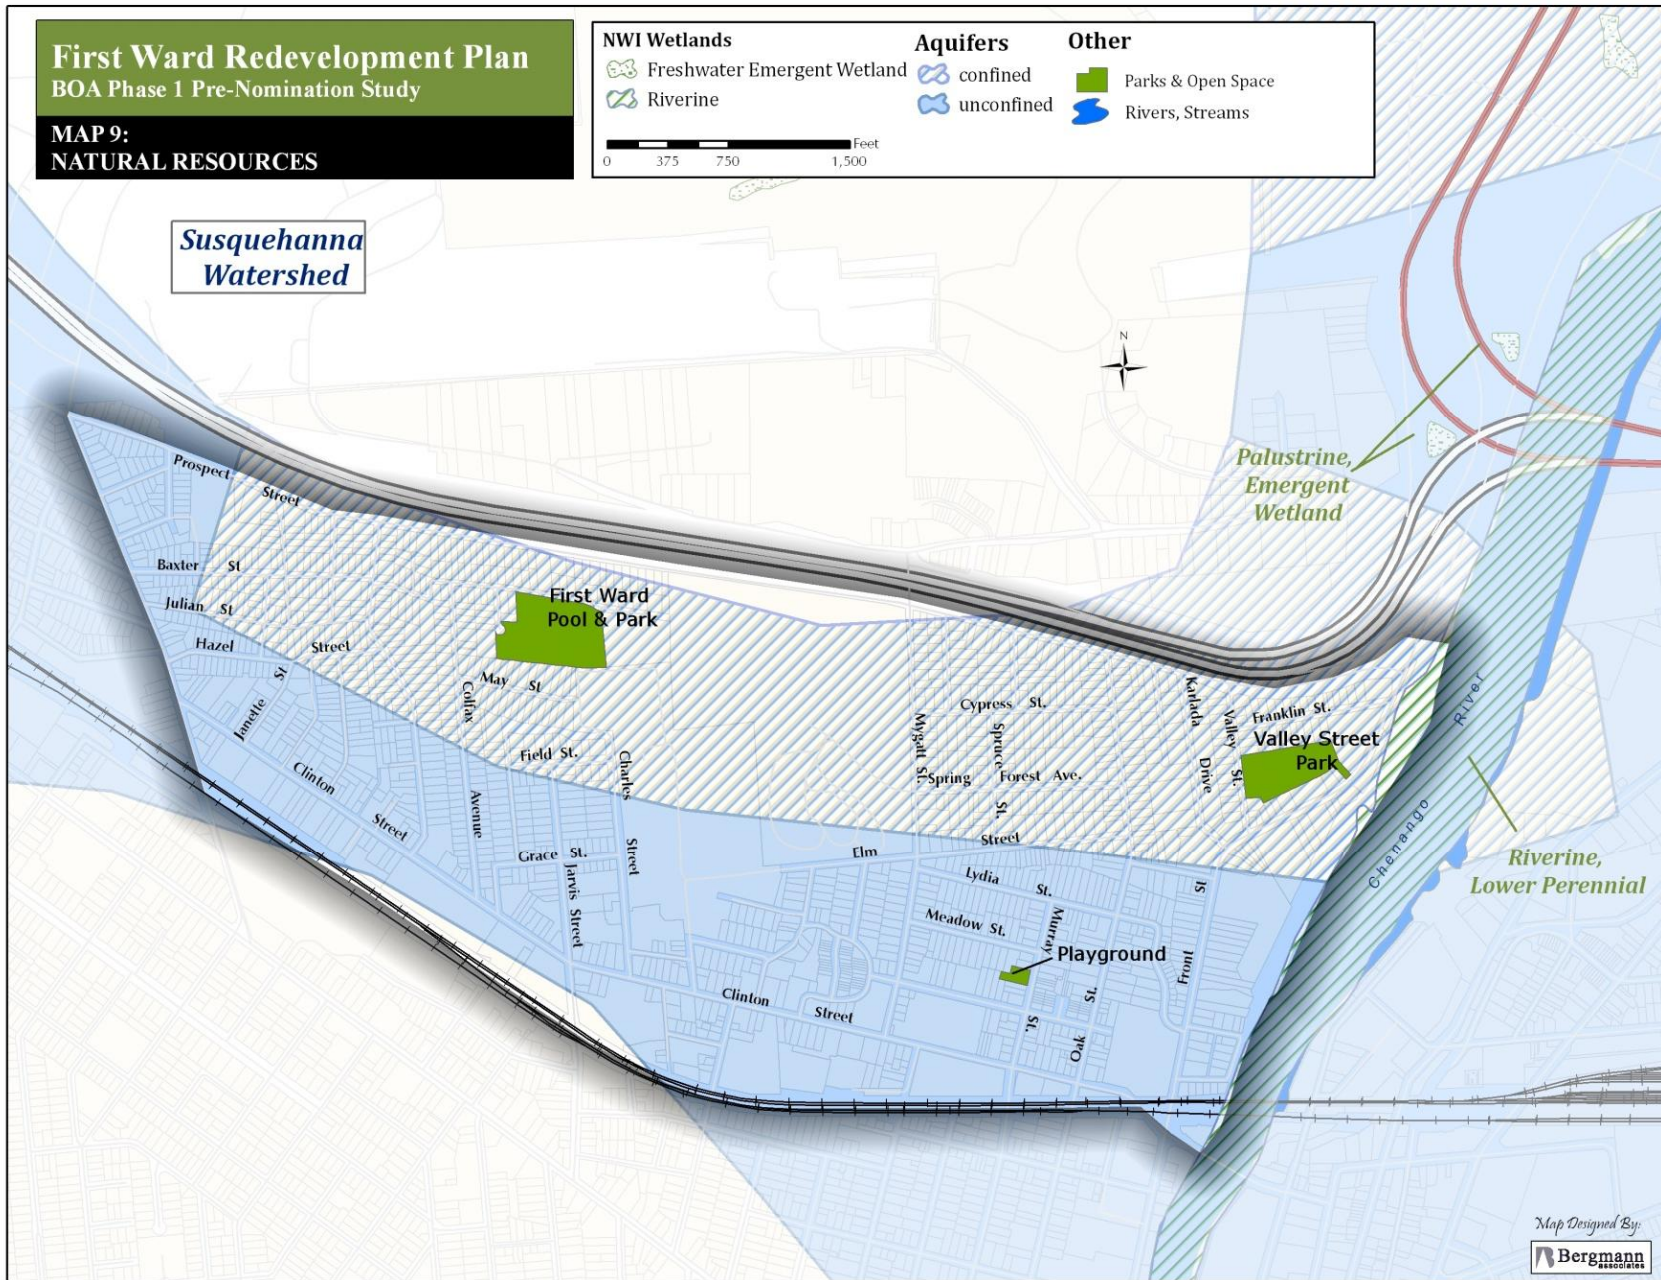 First Ward Redevelopment Plan
BOA Phase 1 Pre-Nomination Study
MAP 9:
NATURAL RESOURCES
NWI Wetlands
Freshwater Emergent Wetland
Riverine
Aquifers
confined
unconfined
Other
Parks & Open Space
Rivers, Streams
Feet
0 375 750 1,500
Susquehanna
Watershed
N
Palustrine,
Emergent
Wetland
Prospect Street
Baxter St
Julian St
Hazel Street
Janette St
First Ward
Pool & Park
May St
Colfax Avenue
Field St.
Charles Street
Clinton Street
Grace St.
Jarvis Street
Cypress St.
Mygatt St.
Spruce St.
Spring Forest Ave.
Karlada Drive
Valley St.
Franklin St.
Valley Street
Park
Chenango River
Riverine,
Lower Perennial
Elm Street
Lydia St.
Meadow St.
Murray St.
Playground
Front St
Oak St.
Clinton Street
Map Designed By:
Bergmann
associates